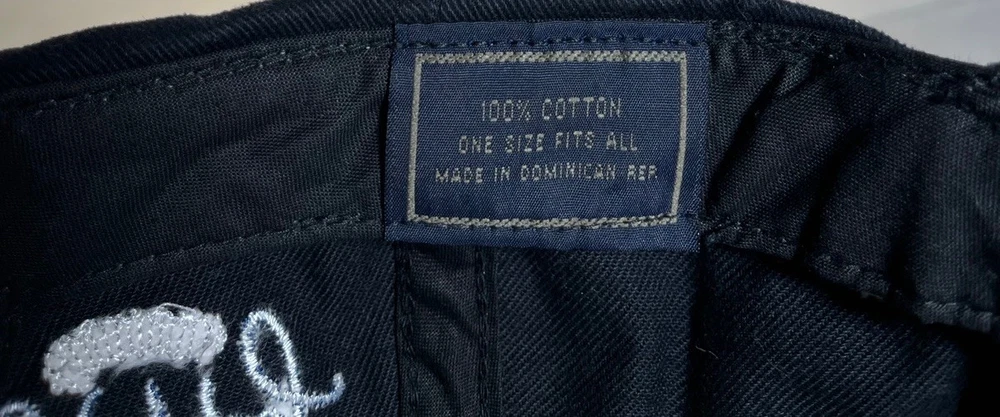 100% COTTON
ONE SIZE FITS ALL
MADE IN DOMINICAN REP